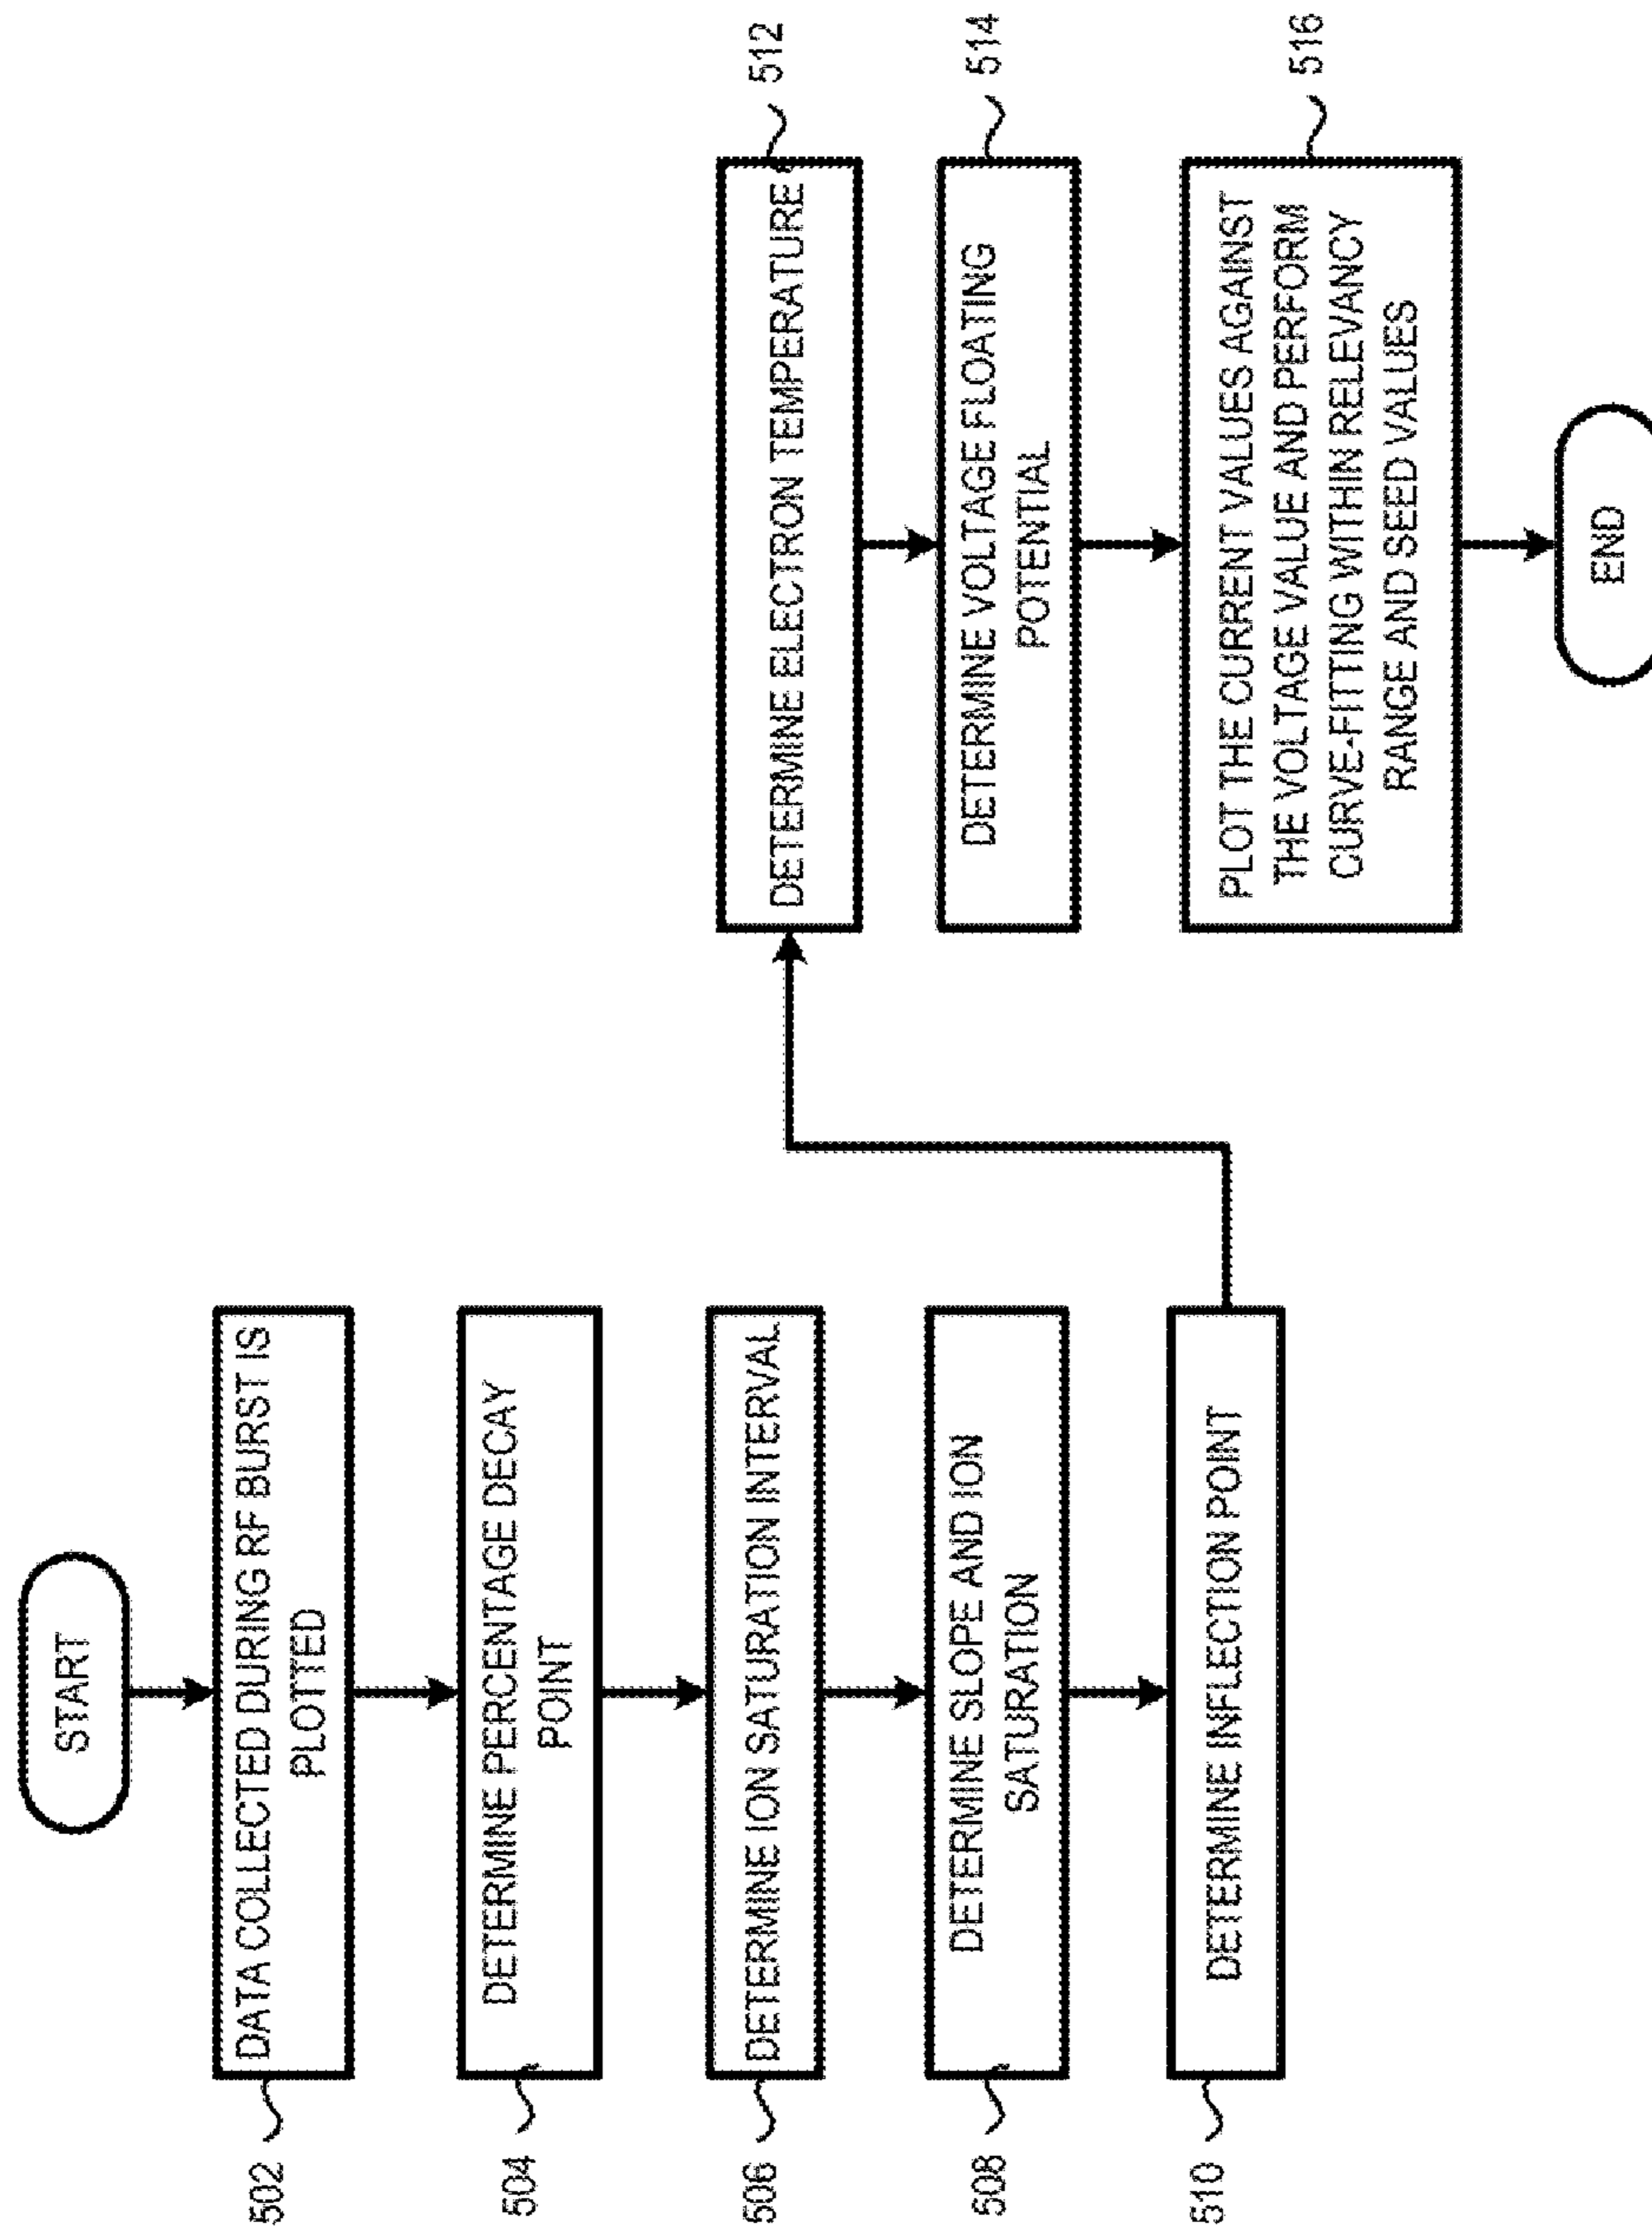 START
502
DATA COLLECTED DURING RF BURST IS
PLOTTED
504
DETERMINE PERCENTAGE DECAY
POINT
506
DETERMINE ION SATURATION INTERVAL
508
DETERMINE SLOPE AND ION
SATURATION
510
DETERMINE INFLECTION POINT
512
DETERMINE ELECTRON TEMPERATURE
514
DETERMINE VOLTAGE FLOATING
POTENTIAL
516
PLOT THE CURRENT VALUES AGAINST
THE VOLTAGE VALUE AND PERFORM
CURVE-FITTING WITHIN RELEVANCY
RANGE AND SEED VALUES
END